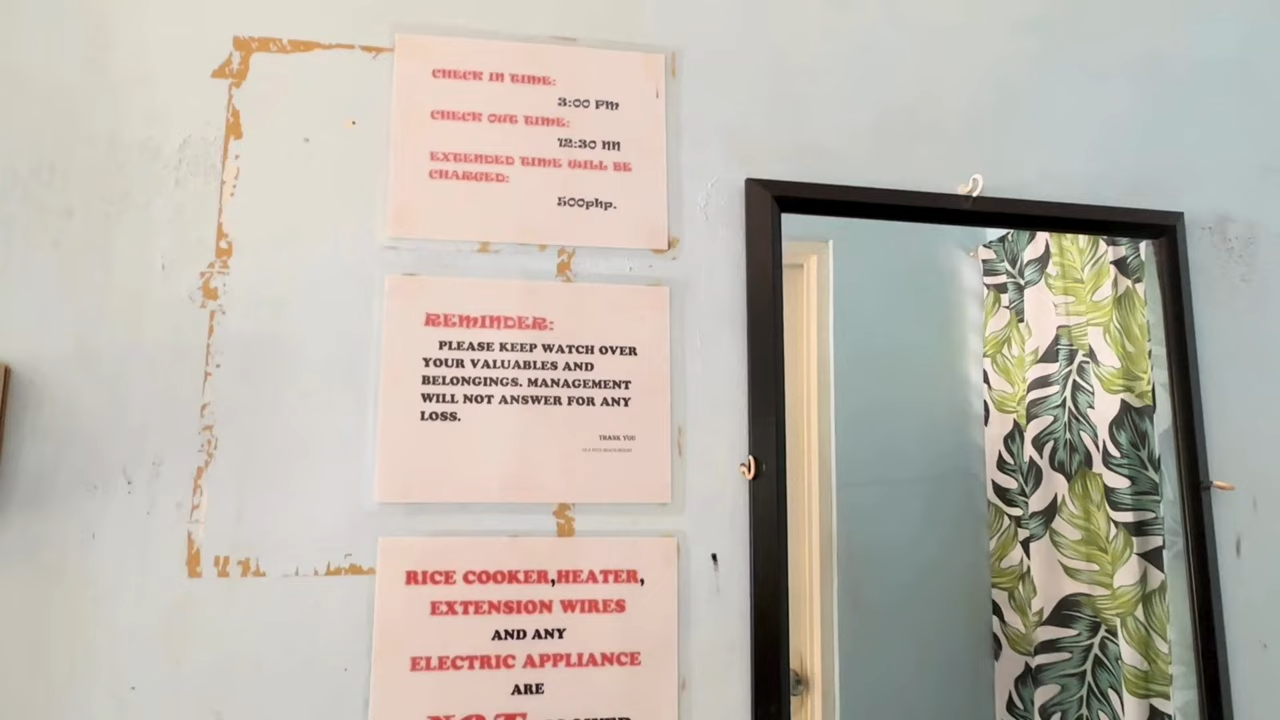 CHECK IN TIME:
3:00 PM
CHECK OUT TIME:
12:30 NN
EXTENDED TIME WILL BE
CHARGED:
500php.
REMINDER:
PLEASE KEEP WATCH OVER
YOUR VALUABLES AND
BELONGINGS. MANAGEMENT
WILL NOT ANSWER FOR ANY
LOSS.
THANK YOU
RICE COOKER,HEATER,
EXTENSION WIRES
AND ANY
ELECTRIC APPLIANCE
ARE
NOT